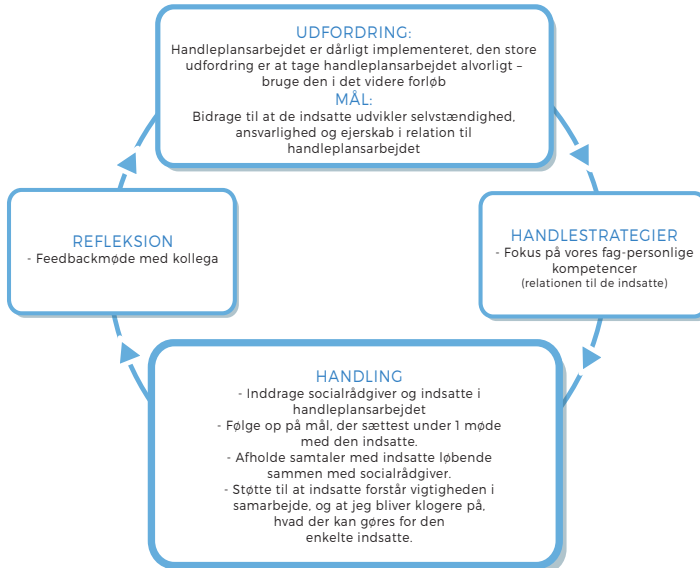 UDFORDRING:
Handleplansarbejdet er dårligt implementeret, den store
udfordring er at tage handleplansarbejdet alvorligt –
bruge den i det videre forløb
MÅL:
Bidrage til at de indsatte udvikler selvstændighed,
ansvarlighed og ejerskab i relation til
handleplansarbejdet
REFLEKSION
- Feedbackmøde med kollega
HANDLESTRATEGIER
- Fokus på vores fag-personlige
kompetencer
(relationen til de indsatte)
HANDLING
- Inddrage socialrådgiver og indsatte i
handleplansarbejdet
- Følge op på mål, der sættest under 1 møde
med den indsatte.
- Afholde samtaler med indsatte løbende
sammen med socialrådgiver.
- Støtte til at indsatte forstår vigtigheden i
samarbejde, og at jeg bliver klogere på,
hvad der kan gøres for den
enkelte indsatte.